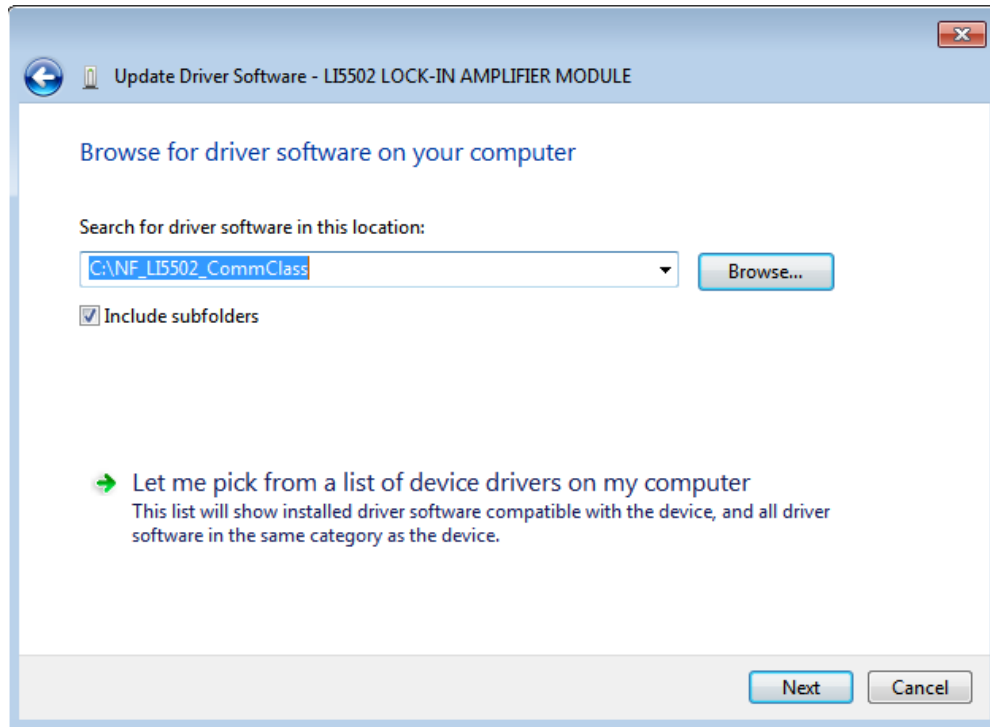 Update Driver Software - LI5502 LOCK-IN AMPLIFIER MODULE
Browse for driver software on your computer
Search for driver software in this location:
C:\NF_LI5502_CommClass
Browse...
Include subfolders
Let me pick from a list of device drivers on my computer
This list will show installed driver software compatible with the device, and all driver
software in the same category as the device.
Next
Cancel